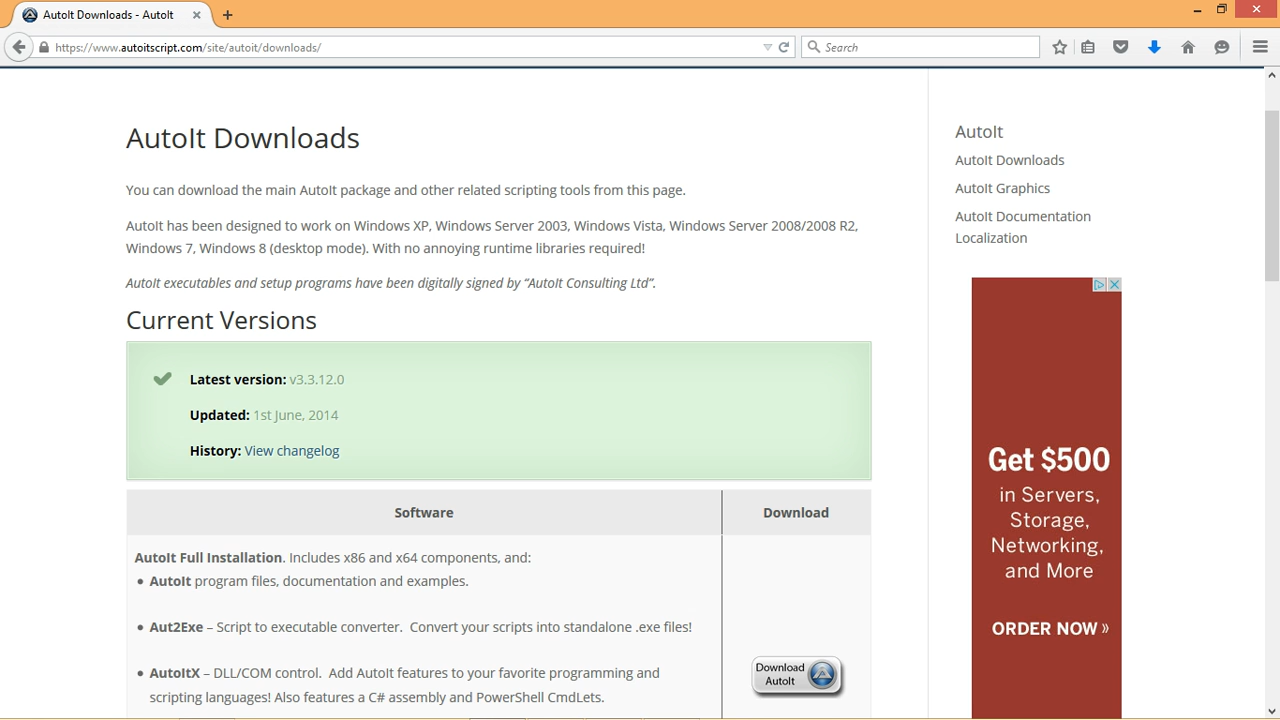 AutoIt Downloads - AutoIt
https://www.autoitscript.com/site/autoit/downloads/
Search
AutoIt Downloads
You can download the main AutoIt package and other related scripting tools from this page.
AutoIt has been designed to work on Windows XP, Windows Server 2003, Windows Vista, Windows Server 2008/2008 R2,
Windows 7, Windows 8 (desktop mode). With no annoying runtime libraries required!
AutoIt executables and setup programs have been digitally signed by “AutoIt Consulting Ltd”.
Current Versions
Latest version: v3.3.12.0
Updated: 1st June, 2014
History: View changelog
Software
Download
AutoIt Full Installation. Includes x86 and x64 components, and:
• AutoIt program files, documentation and examples.
• Aut2Exe – Script to executable converter. Convert your scripts into standalone .exe files!
• AutoItX – DLL/COM control. Add AutoIt features to your favorite programming and
scripting languages! Also features a C# assembly and PowerShell CmdLets.
Download
AutoIt
AutoIt
AutoIt Downloads
AutoIt Graphics
AutoIt Documentation
Localization
Get $500
in Servers,
Storage,
Networking,
and More
ORDER NOW »